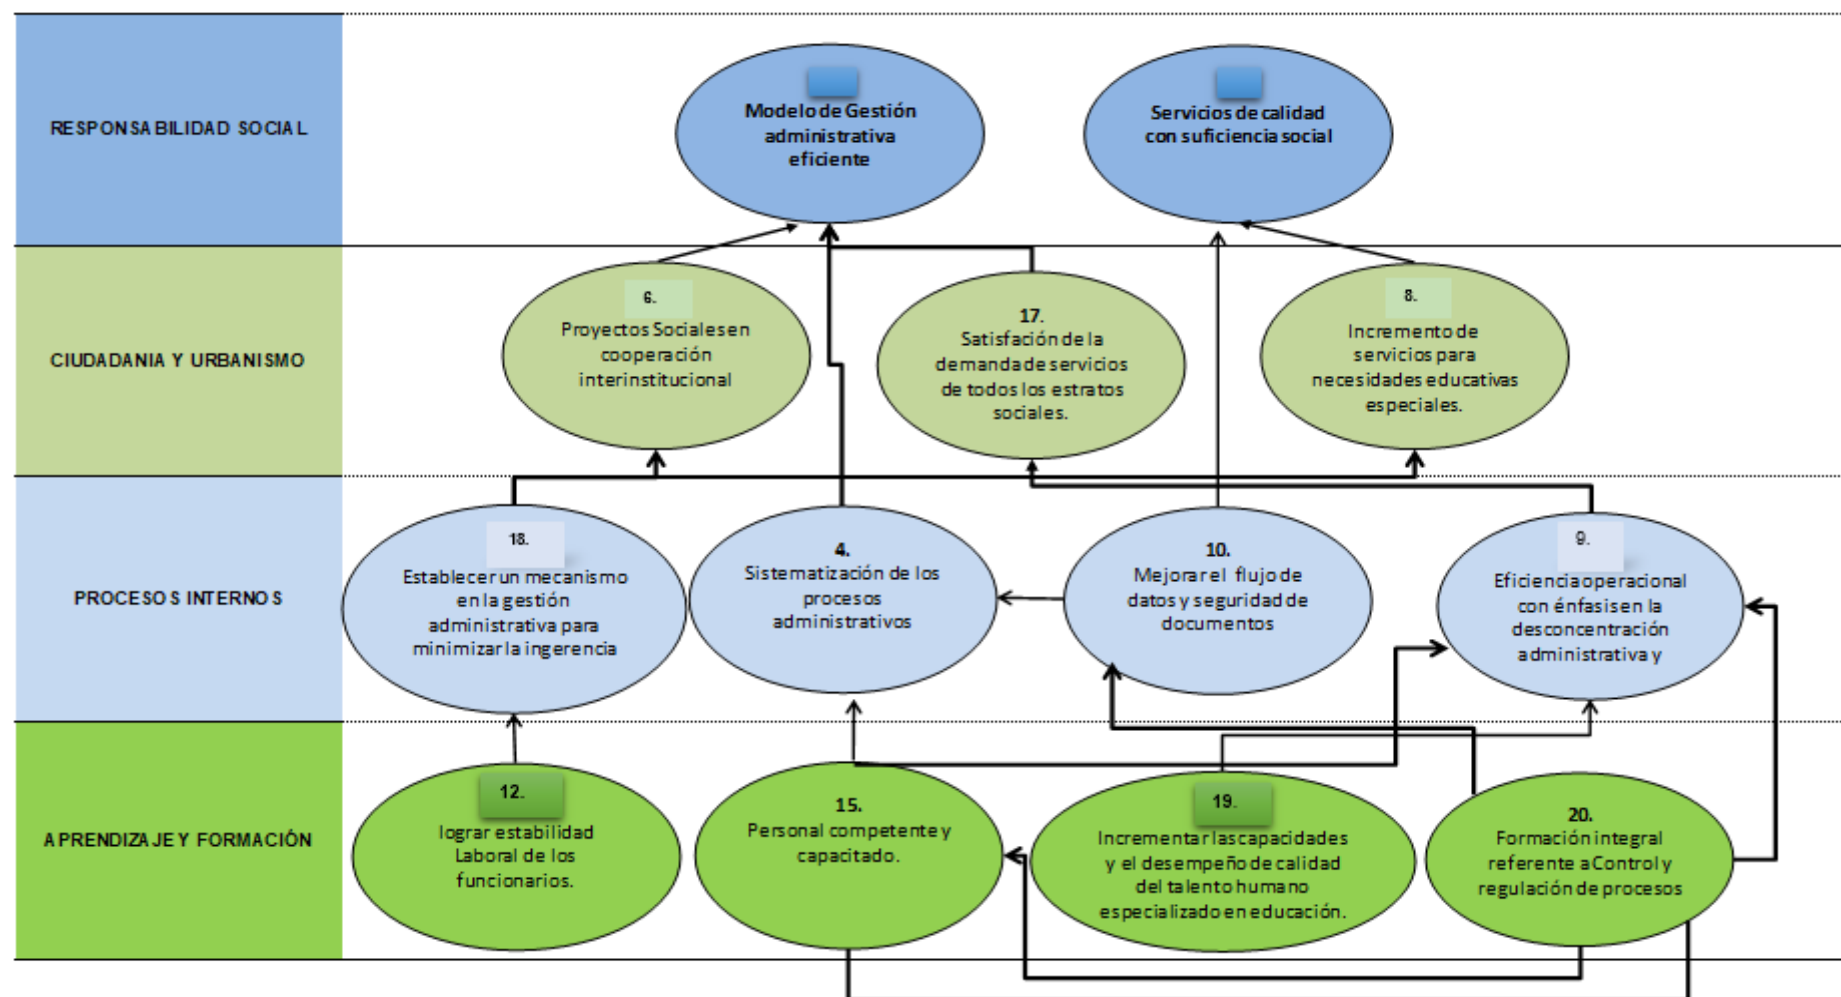 RESPONSABILIDAD SOCIAL
Modelo de Gestión
administrativa
eficiente
Servicios de calidad
con suficiencia social
CIUDADANIA Y URBANISMO
6.
Proyectos Sociales en
cooperación
interinstitucional
17.
Satisfación de la
demanda de servicios
de todos los estratos
sociales.
8.
Incremento de
servicios para
necesidades educativas
especiales.
PROCESOS INTERNOS
18.
Establecer un mecanismo
en la gestión
administrativa para
minimizar la ingerencia
4.
Sistematización de los
procesos
administrativos
10.
Mejorar el flujo de
datos y seguridad de
documentos
9.
Eficiencia operacional
con énfasis en la
desconcentración
administrativa y
APRENDIZAJE Y FORMACIÓN
12.
lograr estabilidad
Laboral de los
funcionarios.
15.
Personal competente y
capacitado.
19.
Incrementar las capacidades
y el desempeño de calidad
del talento humano
especializado en educación.
20.
Formación integral
referente a Control y
regulación de procesos